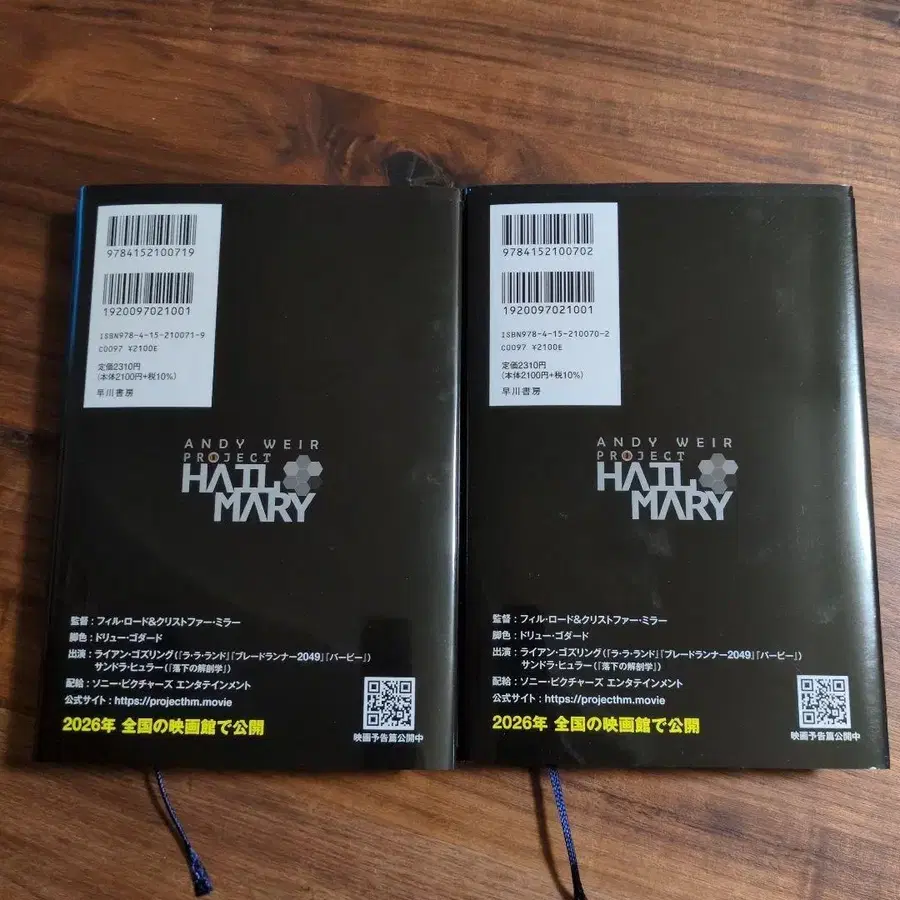 9784152100719
1920097021001
ISBN978-4-15-210071-9
C0097 ¥2100E
定価2310円
(本体2100円+税10%)
早川書房
ANDY WEIR
PROJECT
HAIL
MARY
監督：フィル・ロード&クリストファー・ミラー
脚色：ドリュー・ゴダード
出演：ライアン・ゴズリング(『ラ・ラ・ランド』『ブレードランナー2049』『バービー』)
サンドラ・ヒュラー(『落下の解剖学』)
配給：ソニー・ピクチャーズ エンタテインメント
公式サイト：https://projecthm.movie
2026年 全国の映画館で公開
映画予告篇公開中
9784152100702
1920097021001
ISBN978-4-15-210070-2
C0097 ¥2100E
定価2310円
(本体2100円+税10%)
早川書房
ANDY WEIR
PROJECT
HAIL
MARY
監督：フィル・ロード&クリストファー・ミラー
脚色：ドリュー・ゴダード
出演：ライアン・ゴズリング(『ラ・ラ・ランド』『ブレードランナー2049』『バービー』)
サンドラ・ヒュラー(『落下の解剖学』)
配給：ソニー・ピクチャーズ エンタテインメント
公式サイト：https://projecthm.movie
2026年 全国の映画館で公開
映画予告篇公開中